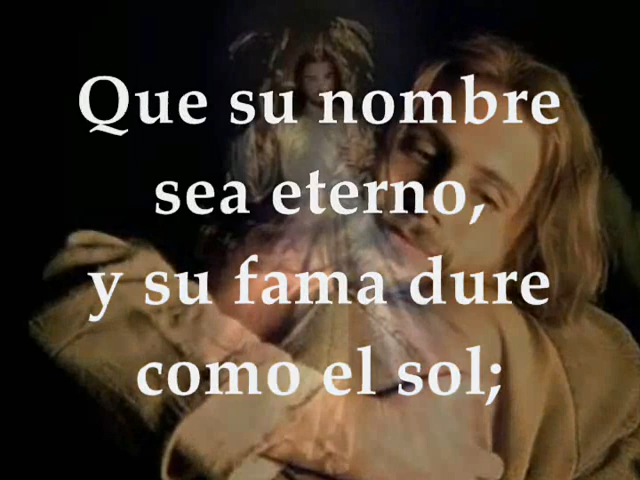 Que su nombre
sea eterno,
y su fama dure
como el sol;